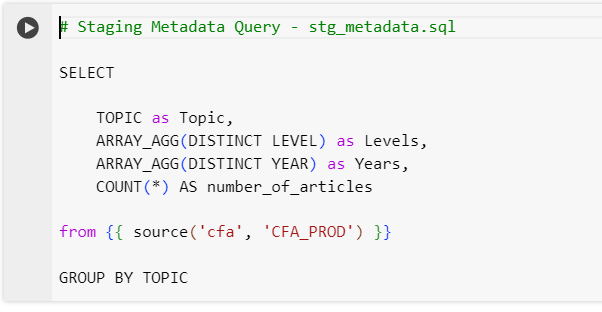 # Staging Metadata Query - stg_metadata.sql
SELECT
TOPIC as Topic,
ARRAY_AGG(DISTINCT LEVEL) as Levels,
ARRAY_AGG(DISTINCT YEAR) as Years,
COUNT(*) AS number_of_articles
from {{ source('cfa', 'CFA_PROD') }}
GROUP BY TOPIC